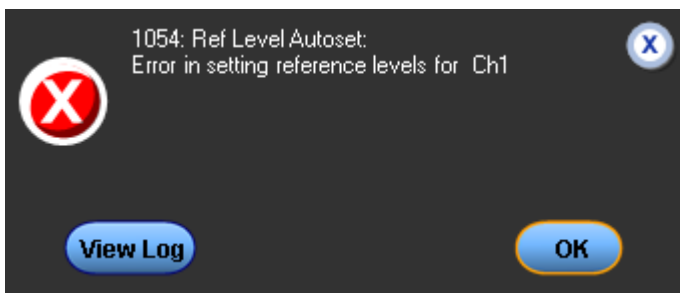 1054: Ref Level Autoset:
Error in setting reference levels for Ch1
X
X
View Log
OK